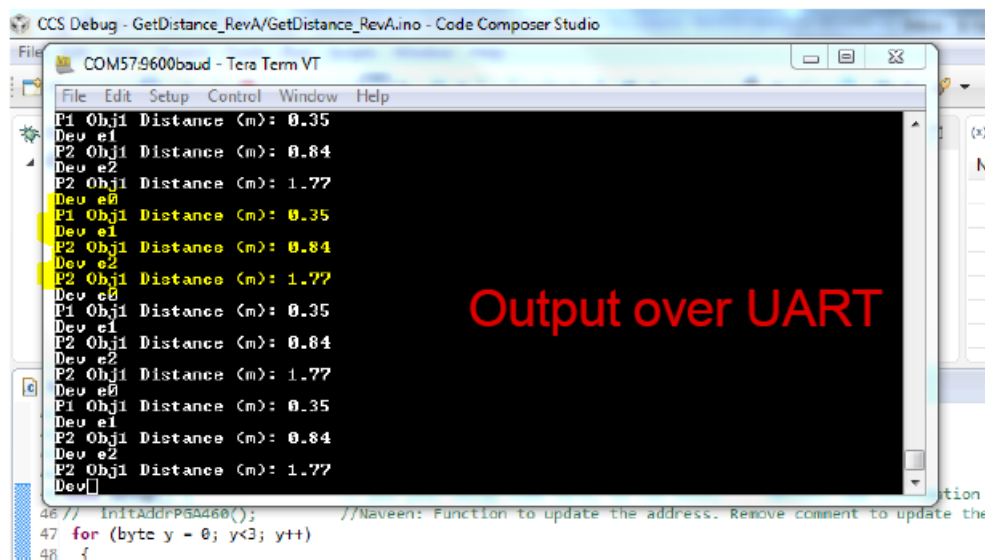 CCS Debug - GetDistance_RevA/GetDistance_RevA.ino - Code Composer Studio
File
COM57:9600baud - Tera Term VT
File Edit Setup Control Window Help
P1 Obj1 Distance (m): 0.35
Dev e1
P2 Obj1 Distance (m): 0.84
Dev e2
P2 Obj1 Distance (m): 1.77
Dev e0
P1 Obj1 Distance (m): 0.35
Dev e1
P2 Obj1 Distance (m): 0.84
Dev e2
P2 Obj1 Distance (m): 1.77
Dev e0
P1 Obj1 Distance (m): 0.35
Dev e1
P2 Obj1 Distance (m): 0.84
Dev e2
P2 Obj1 Distance (m): 1.77
Dev e0
P1 Obj1 Distance (m): 0.35
Dev e1
P2 Obj1 Distance (m): 0.84
Dev e2
P2 Obj1 Distance (m): 1.77
Dev
Output over UART
(x)
N
tion
46 // initAddrPGA460(); //Naveen: Function to update the address. Remove comment to update the
47 for (byte y = 0; y<3; y++)
48 {